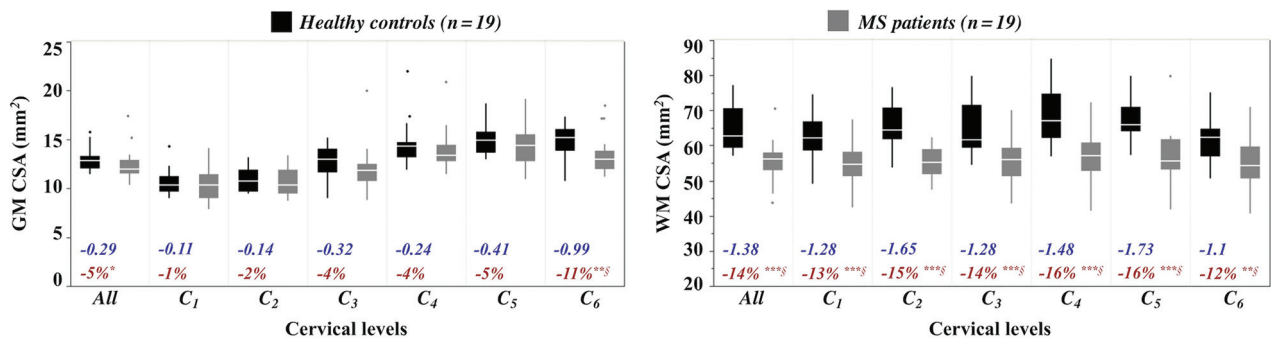 Healthy controls (n = 19)
MS patients (n = 19)
GM CSA (mm²)
25
20
15
10
5
0
-0.29 -0.11 -0.14 -0.32 -0.24 -0.41 -0.99
-5%* -1% -2% -4% -4% -5% -11%**§
All C₁ C₂ C₃ C₄ C₅ C₆
Cervical levels
WM CSA (mm²)
90
80
70
60
50
40
30
20
-1.38 -1.28 -1.65 -1.28 -1.48 -1.73 -1.1
-14% ***§ -13% ***§ -15% ***§ -14% ***§ -16% ***§ -16% ***§ -12% **§
All C₁ C₂ C₃ C₄ C₅ C₆
Cervical levels